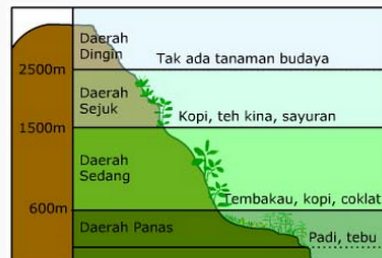 Daerah
Dingin
Tak ada tanaman budaya
2500m
Daerah
Sejuk
Kopi, teh kina, sayuran
1500m
Daerah
Sedang
Tembakau, kopi, coklat
600m
Daerah Panas
Padi, tebu